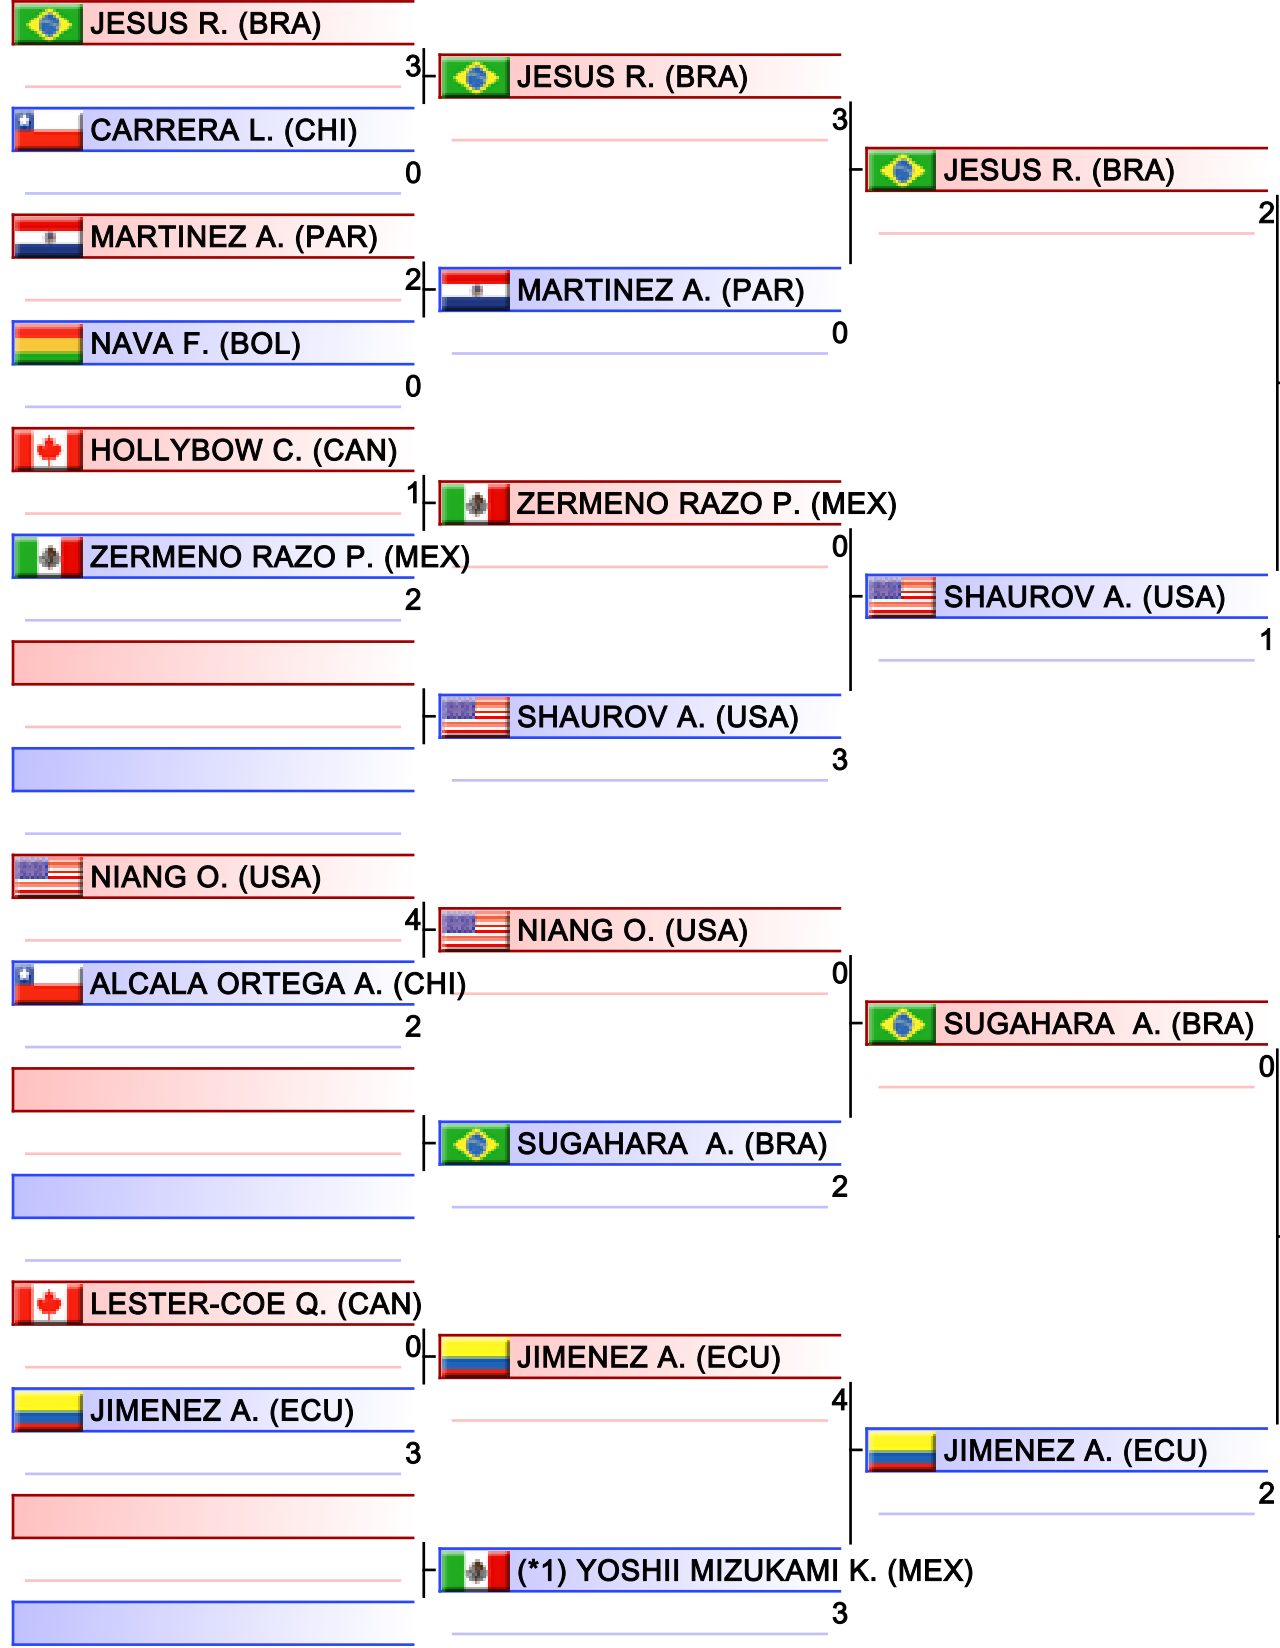 JESUS R. (BRA)
3
CARRERA L. (CHI)
0
MARTINEZ A. (PAR)
2
NAVA F. (BOL)
0
HOLLYBOW C. (CAN)
1
ZERMENO RAZO P. (MEX)
2
NIANG O. (USA)
4
ALCALA ORTEGA A. (CHI)
2
LESTER-COE Q. (CAN)
0
JIMENEZ A. (ECU)
3
JESUS R. (BRA)
3
MARTINEZ A. (PAR)
0
ZERMENO RAZO P. (MEX)
0
SHAUROV A. (USA)
3
NIANG O. (USA)
0
SUGAHARA  A. (BRA)
2
JIMENEZ A. (ECU)
4
(*1) YOSHII MIZUKAMI K. (MEX)
3
JESUS R. (BRA)
2
SHAUROV A. (USA)
1
SUGAHARA  A. (BRA)
0
JIMENEZ A. (ECU)
2